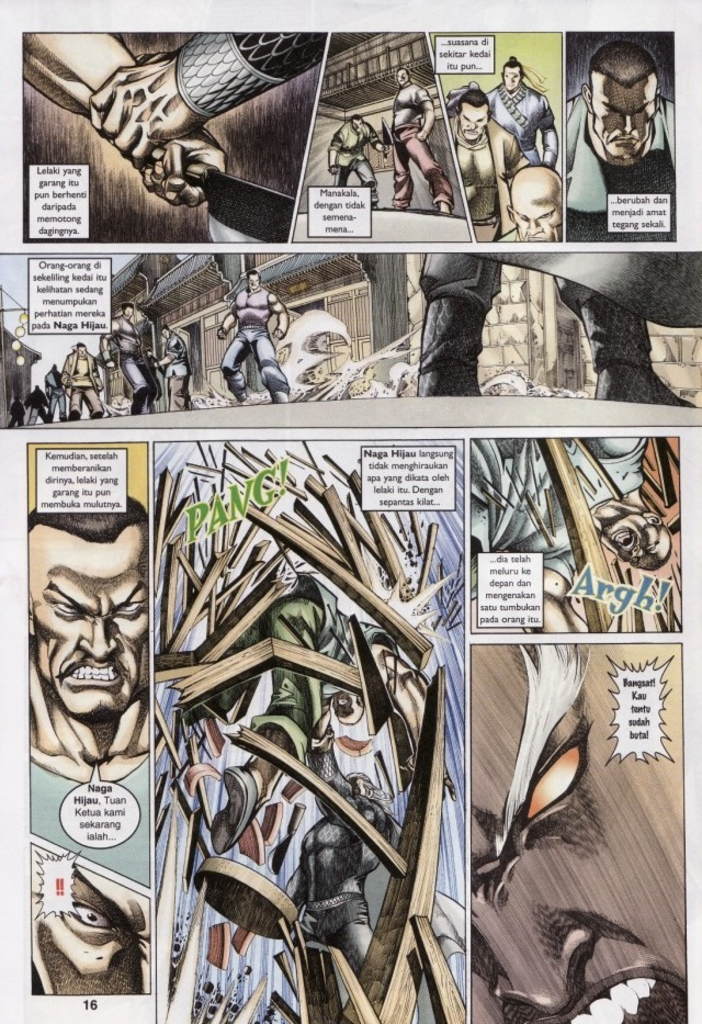 Lelaki yang
garang itu
pun berhenti
daripada
memotong
dagingnya.
Manakala,
dengan tidak
semena-
mena...
...suasana di
sekitar kedai
itu pun...
...berubah dan
menjadi amat
tegang sekali.
Orang-orang di
sekeliling kedai itu
kelihatan sedang
menumpukan
perhatian mereka
pada Naga Hijau.
Kemudian, setelah
memberanikan
dirinya, lelaki yang
garang itu pun
membuka mulutnya.
Naga
Hijau, Tuan
Ketua kami
sekarang
ialah...
!!
PANG!
Naga Hijau langsung
tidak menghiraukan
apa yang dikata oleh
lelaki itu. Dengan
sepantas kilat...
...dia telah
meluru ke
depan dan
mengenakan
satu tumbukan
pada orang itu.
Argh!
Bangsat!
Kau
tentu
sudah
buta!
16